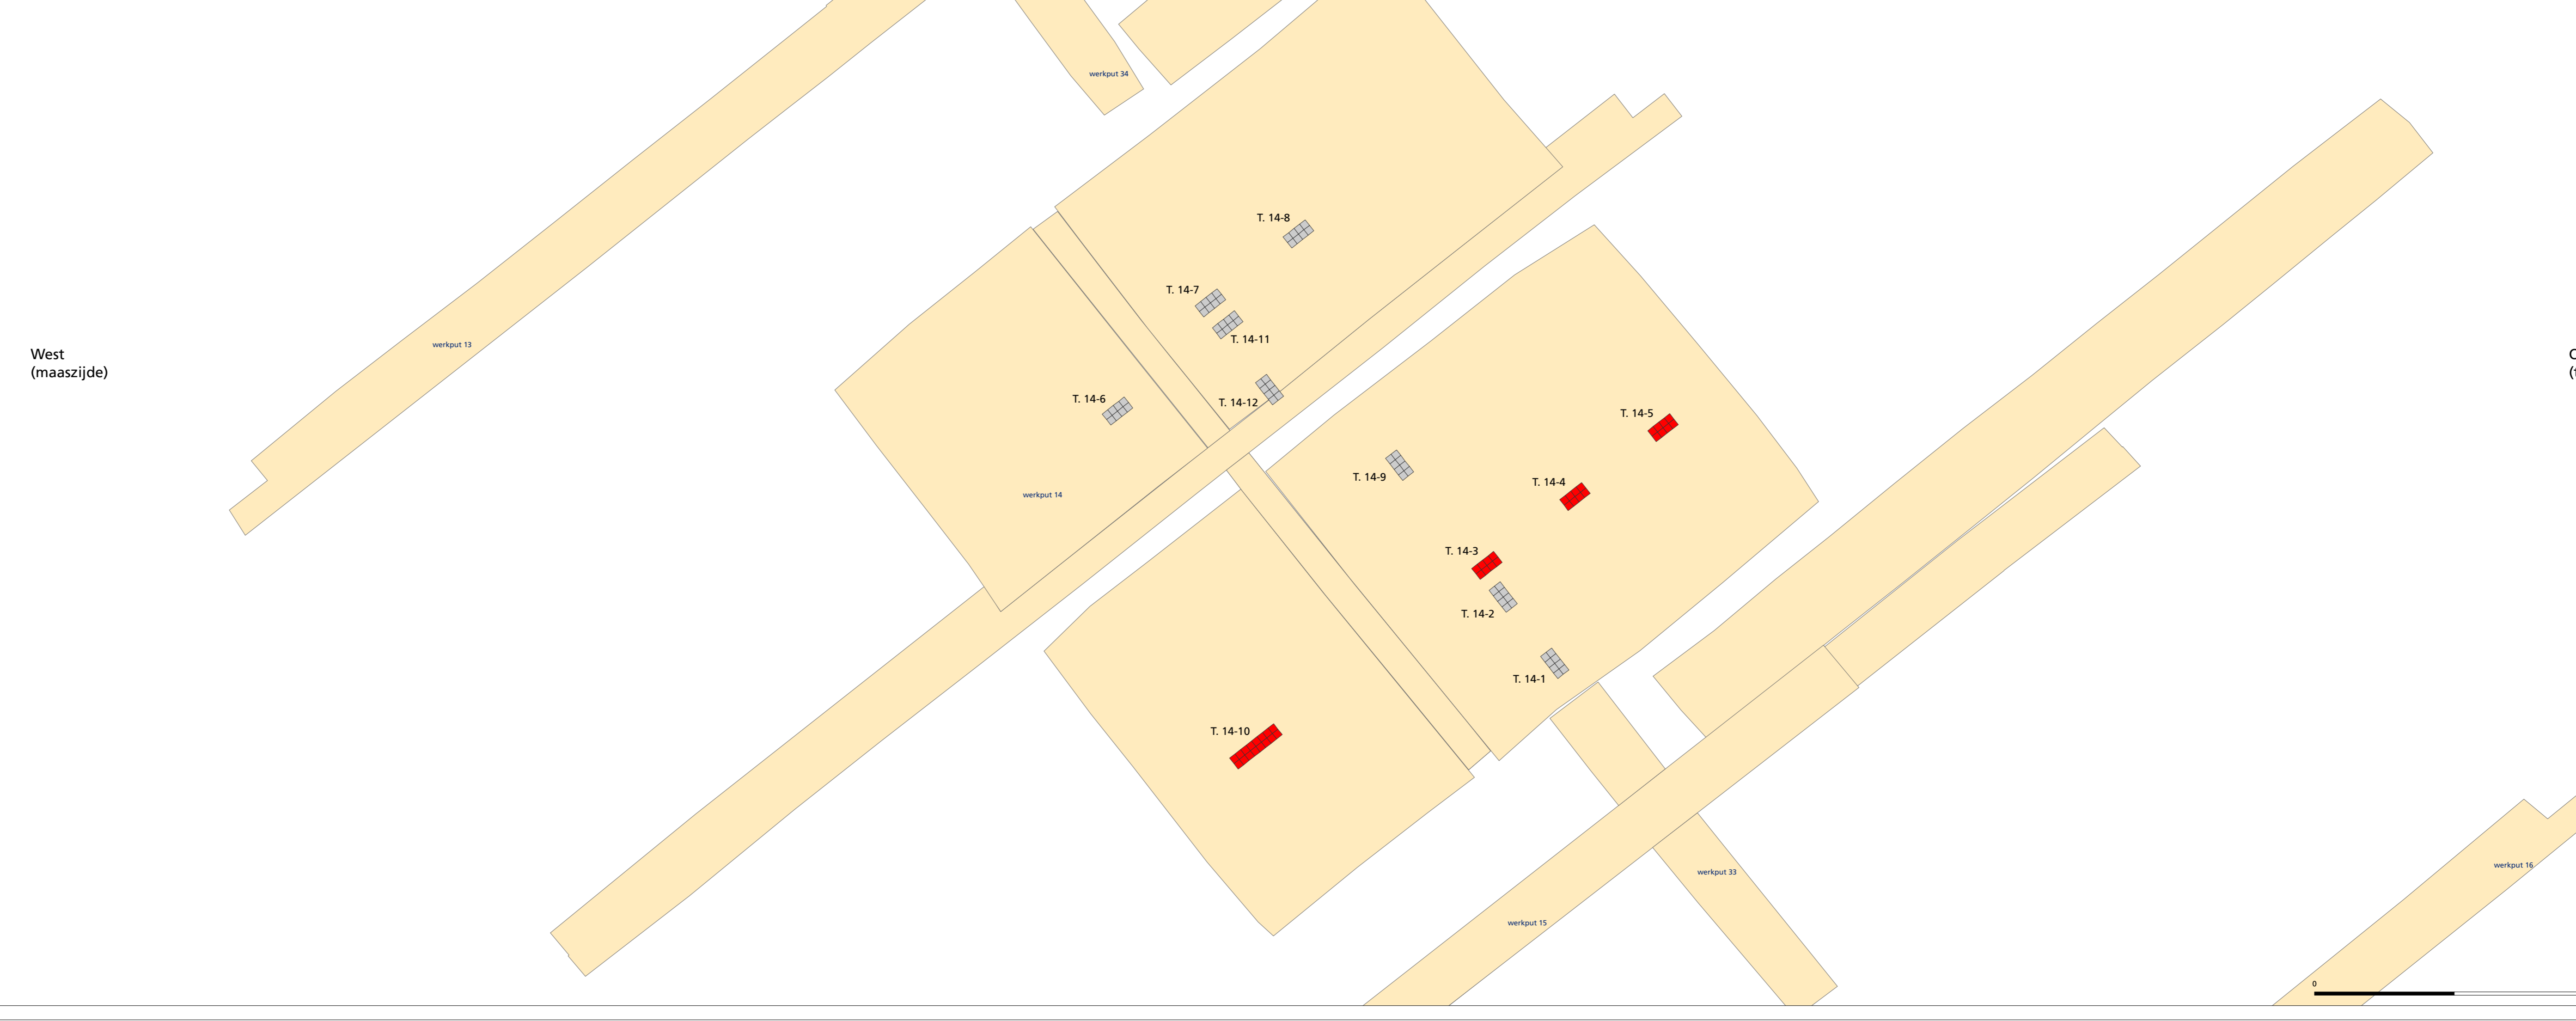 werkput 34
T. 14-8
T. 14-7
T. 14-11
werkput 13
West
(maaszijde)
T. 14-6
T. 14-12
T. 14-5
T. 14-9
T. 14-4
werkput 14
T. 14-3
T. 14-2
T. 14-1
T. 14-10
werkput 16
werkput 33
werkput 15
0